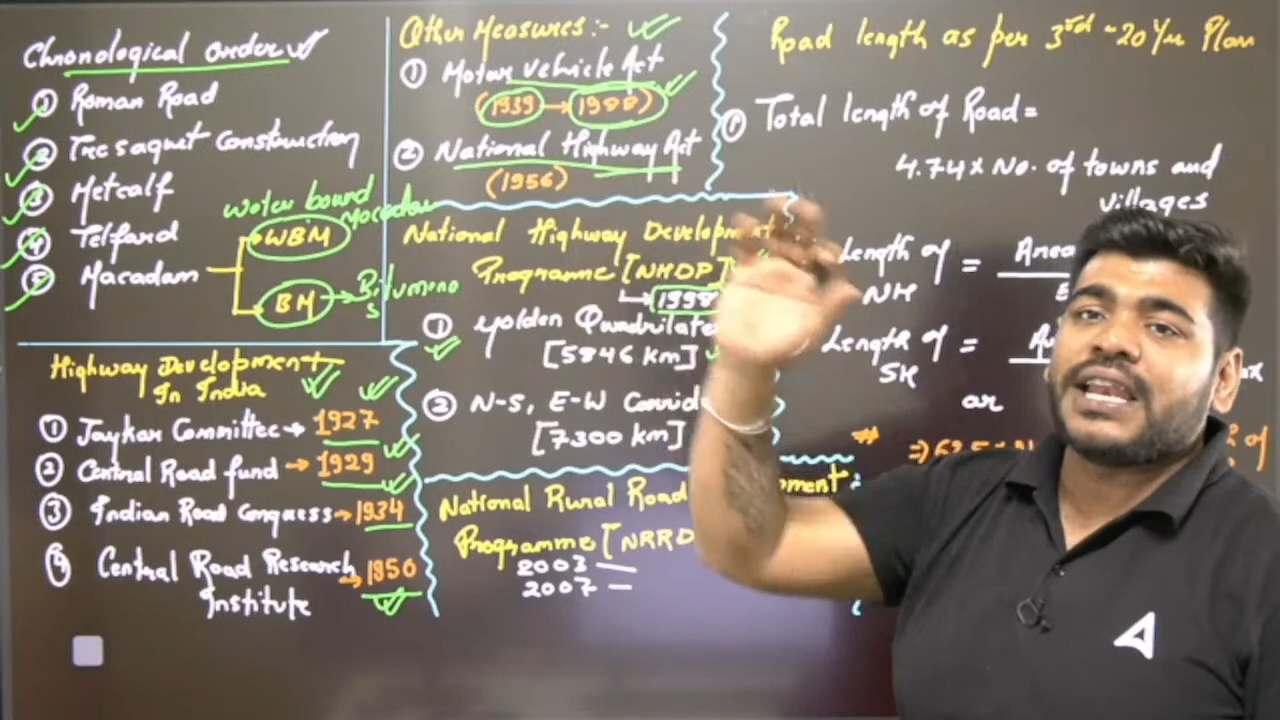 Chronological order
① Roman Road
② Tresaguet Construction
③ Metcalf
④ Telford
⑤ Macadam
Water bound
Macadam
WBM
BM
Bitumeno
s
Highway Development
In India
① Jaykar Committee → 1927
② Central Road fund → 1929
③ Indian Road Congress → 1934
④ Central Road Research → 1950
Institute
Other Measures:-
① Motor Vehicle Act
(1939 → 1988)
② National Highway Act
(1956)
National Highway Development
Programme [NHDP]
1998
① Golden Quadrilate
[5846 km]
② N-S, E-W Corrid
[7300 km]
National Rural Road
ment
Programme [NRRD
2003 —
2007 —
Road length as per 3rd - 20 Yr Plan
① Total length of Road =
4.74 x No. of towns and
villages
Length of =
NH
Area
Length of =
SH
or
#
of